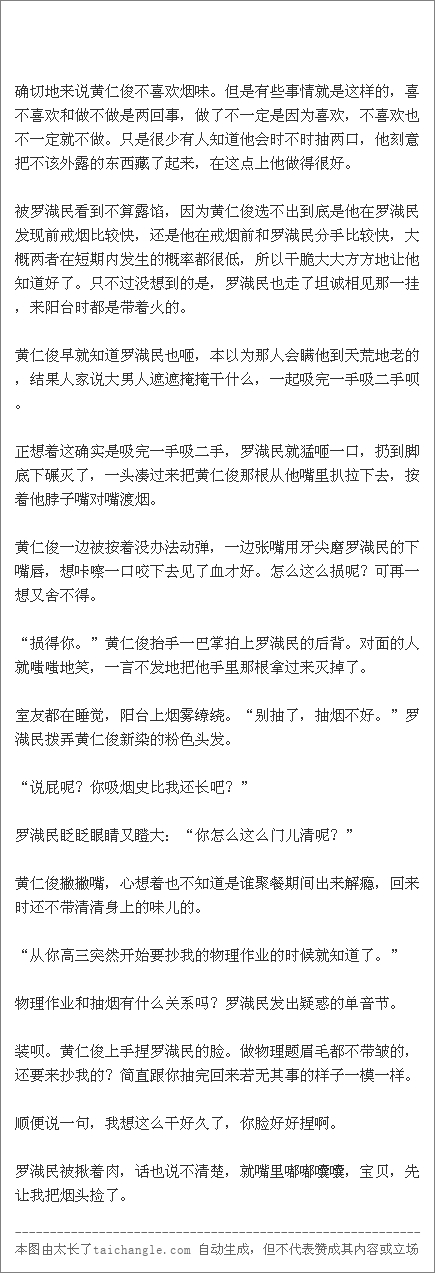 确切地来说黄仁俊不喜欢烟味。但是有些事情就是这样的，喜
不喜欢和做不做是两回事，做了不一定是因为喜欢，不喜欢也
不一定就不做。只是很少有人知道他会时不时抽两口，他刻意
把不该外露的东西藏了起来，在这点上他做得很好。
被罗渽民看到不算露馅，因为黄仁俊选不出到底是他在罗渽民
发现前戒烟比较快，还是他在戒烟前和罗渽民分手比较快，大
概两者在短期内发生的概率都很低，所以干脆大大方方地让他
知道好了。只不过没想到的是，罗渽民也走了坦诚相见那一挂
，来阳台时都是带着火的。
黄仁俊早就知道罗渽民也咂，本以为那人会瞒他到天荒地老的
，结果人家说大男人遮遮掩掩干什么，一起吸完一手吸二手呗
。
正想着这确实是吸完一手吸二手，罗渽民就猛咂一口，扔到脚
底下碾灭了，一头凑过来把黄仁俊那根从他嘴里扒拉下去，按
着他脖子嘴对嘴渡烟。
黄仁俊一边被按着没办法动弹，一边张嘴用牙尖磨罗渽民的下
嘴唇，想咔嚓一口咬下去见了血才好。怎么这么损呢？可再一
想又舍不得。
“损得你。”黄仁俊抬手一巴掌拍上罗渽民的后背。对面的人
就嗤嗤地笑，一言不发地把他手里那根拿过来灭掉了。
室友都在睡觉，阳台上烟雾缭绕。“别抽了，抽烟不好。”罗
渽民拨弄黄仁俊新染的粉色头发。
“说屁呢？你吸烟史比我还长吧？”
罗渽民眨眨眼睛又瞪大：“你怎么这么门儿清呢？”
黄仁俊撇撇嘴，心想着也不知道是谁聚餐期间出来解瘾，回来
时还不带清清身上的味儿的。
“从你高三突然开始要抄我的物理作业的时候就知道了。”
物理作业和抽烟有什么关系吗？罗渽民发出疑惑的单音节。
装呗。黄仁俊上手捏罗渽民的脸。做物理题眉毛都不带皱的，
还要来抄我的？简直跟你抽完回来若无其事的样子一模一样。
顺便说一句，我想这么干好久了，你脸好好捏啊。
罗渽民被揪着肉，话也说不清楚，就嘴里嘟嘟囔囔，宝贝，先
让我把烟头捡了。
本图由太长了taichangle.com 自动生成，但不代表赞成其内容或立场